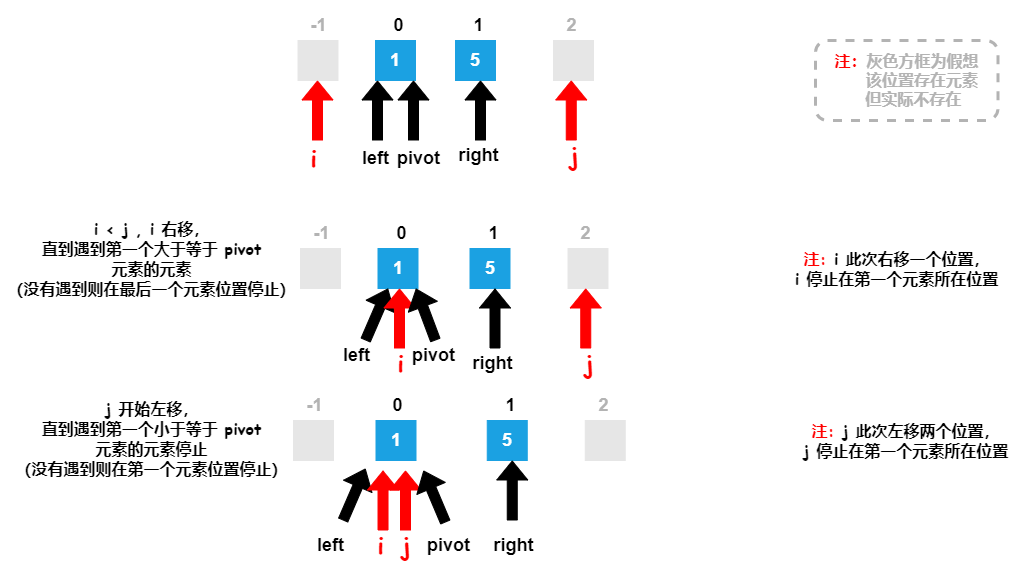 -1 0 1 2
1 5
i left pivot right j
注：灰色方框为假想
该位置存在元素
但实际不存在
i < j , i 右移，
直到遇到第一个大于等于 pivot
元素的元素
(没有遇到则在最后一个元素位置停止)
-1 0 1 2
1 5
left i pivot right j
注：i 此次右移一个位置，
i 停止在第一个元素所在位置
j 开始左移，
直到遇到第一个小于等于 pivot
元素的元素停止
(没有遇到则在第一个元素位置停止)
-1 0 1 2
1 5
left i j pivot right
注：j 此次左移两个位置，
j 停止在第一个元素所在位置